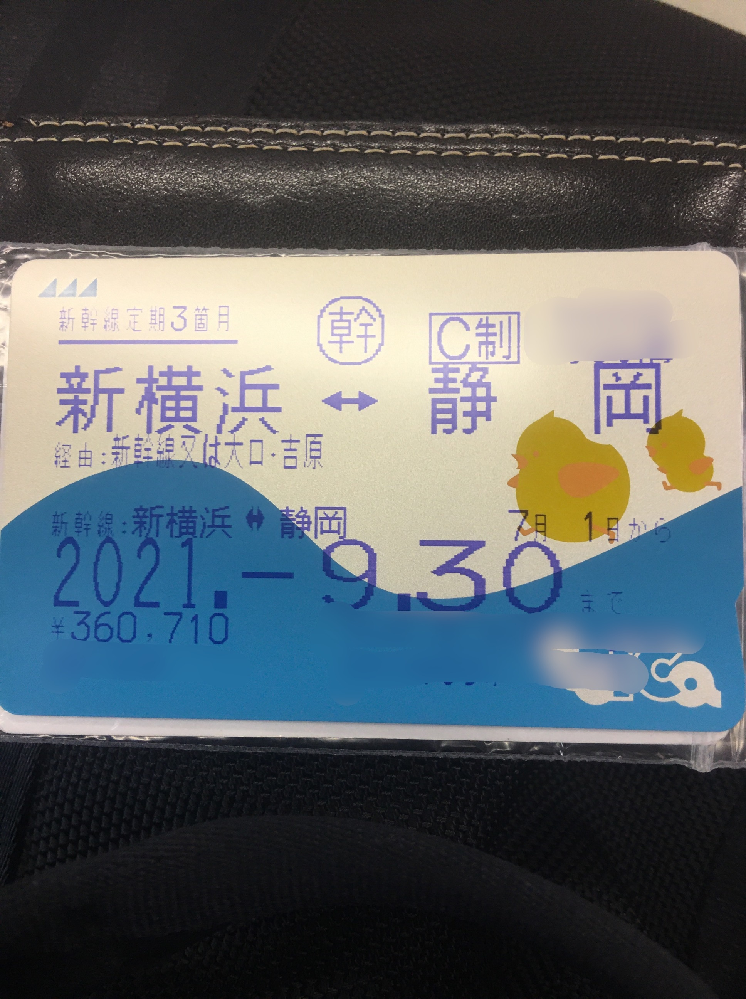 新幹線定期3箇月
幹 C制
新横浜 ↔ 静岡
経由:新幹線又は大口・吉原
新幹線:新横浜 ↔ 静岡
7月 1日から
2021.-9.30まで
¥360,710